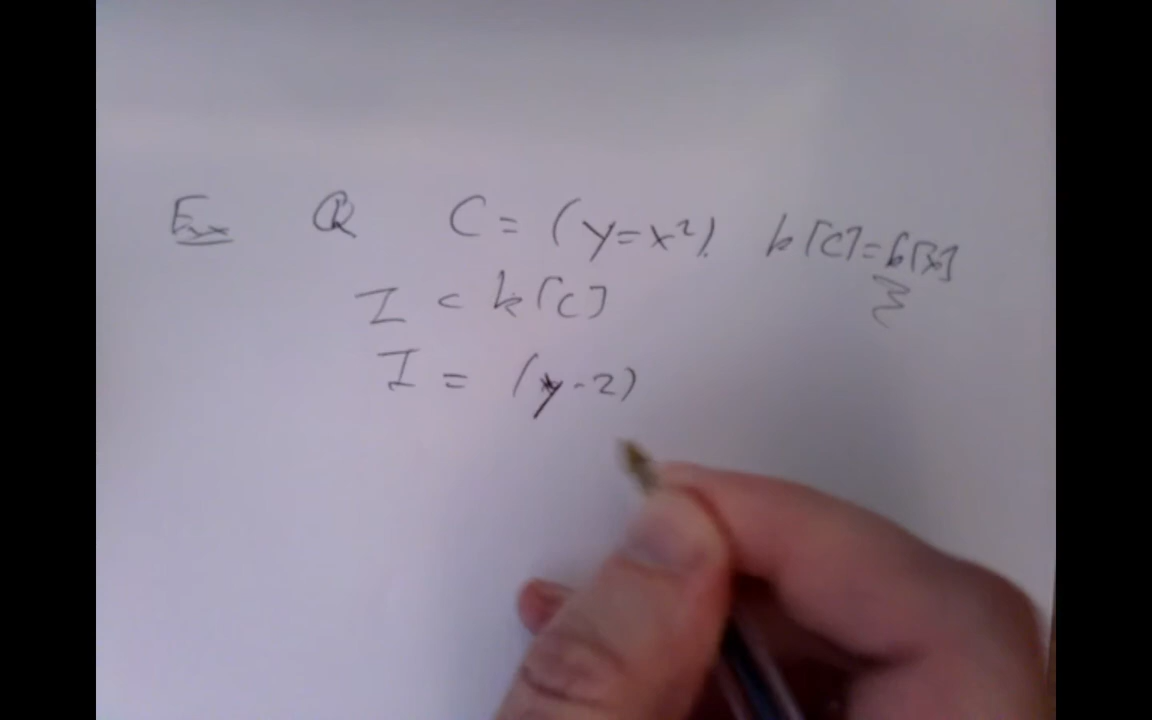 Ex Q C = (y=x²). k[C]=k[x]
I < k[C]
I = (y-2)